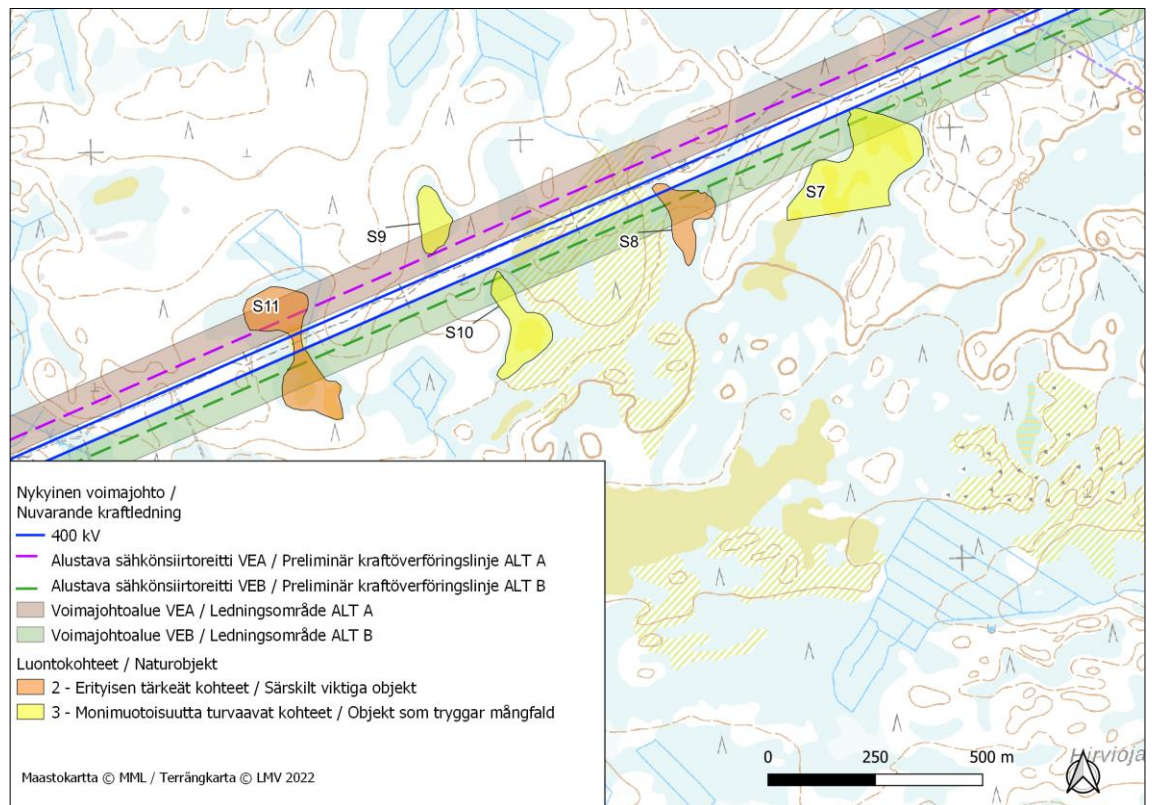 S7
S9
S8
S11
S10
Nykyinen voimajohto /
Nuvarande kraftledning
400 kV
Alustava sähkönsiirtoreitti VEA / Preliminär kraftöverföringslinje ALT A
Alustava sähkönsiirtoreitti VEB / Preliminär kraftöverföringslinje ALT B
Voimajohtoalue VEA / Ledningsområde ALT A
Voimajohtoalue VEB / Ledningsområde ALT B
Luontokohteet / Naturobjekt
2 - Erityisen tärkeät kohteet / Särskilt viktiga objekt
3 - Monimuotoisuutta turvaavat kohteet / Objekt som tryggar mångfald
Maastokartta © MML / Terrängkarta © LMV 2022
0 250 500 m
Hirvioja